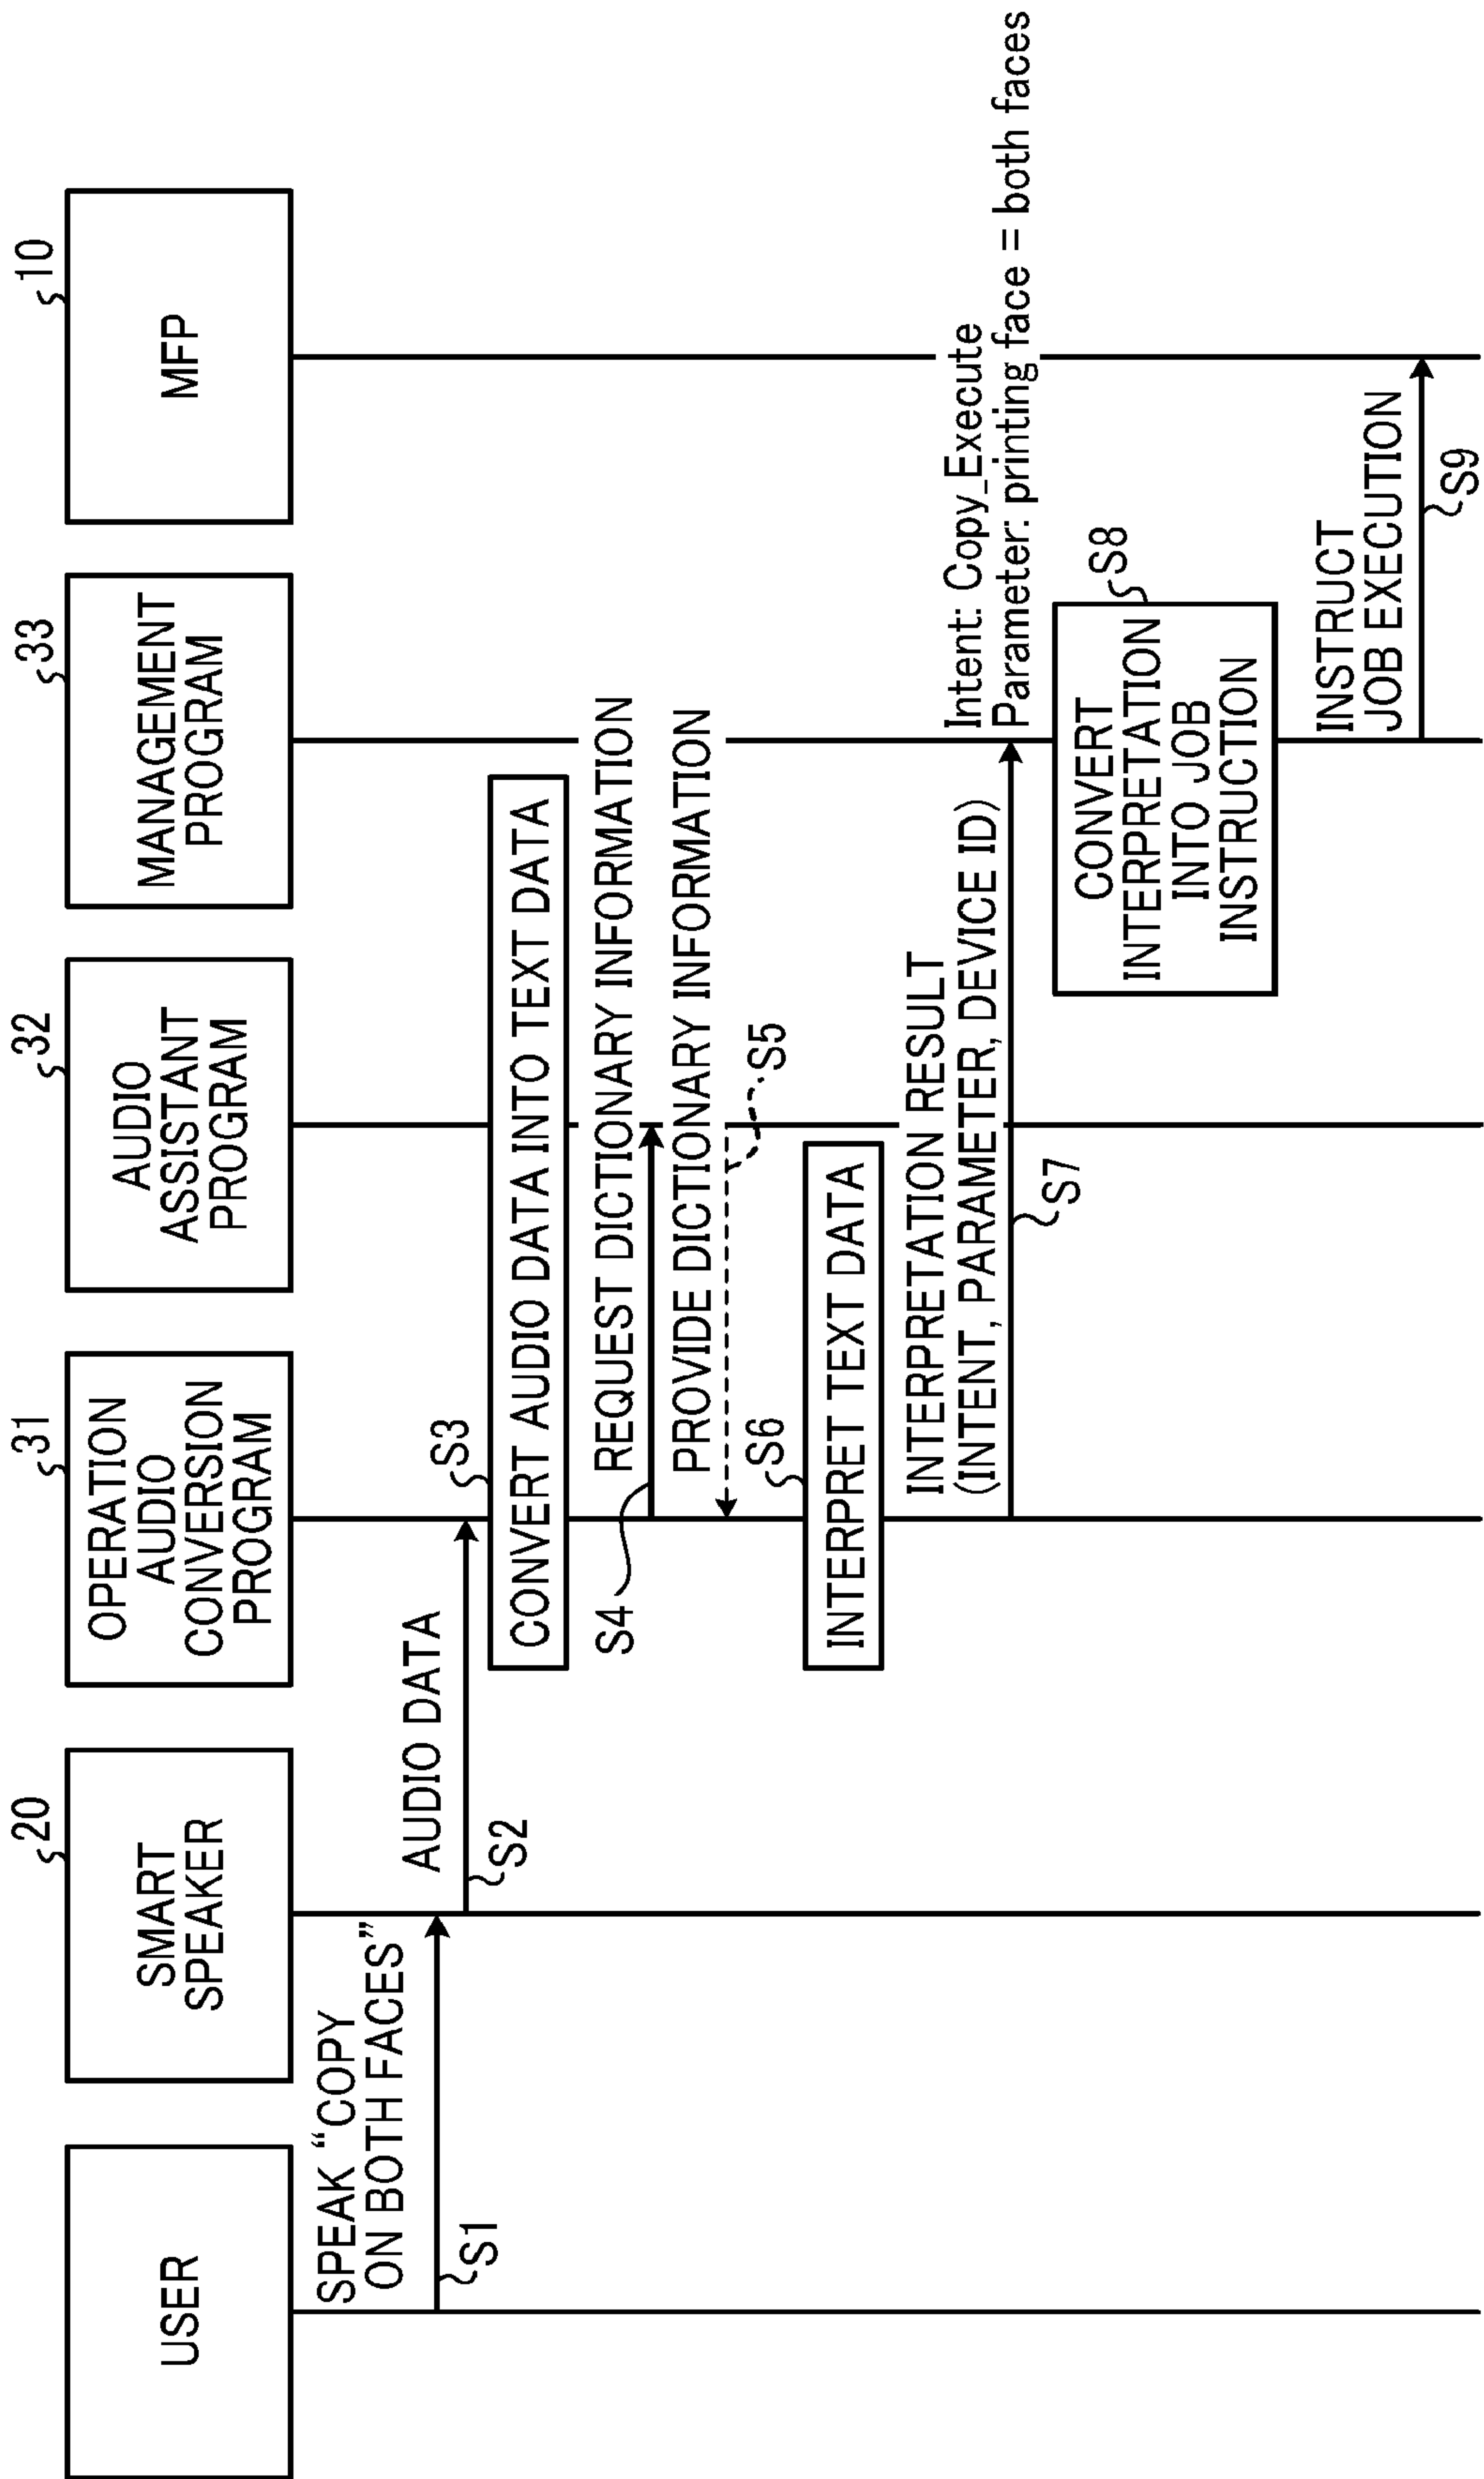 USER
20
SMART
SPEAKER
31
OPERATION
AUDIO
CONVERSION
PROGRAM
32
AUDIO
ASSISTANT
PROGRAM
33
MANAGEMENT
PROGRAM
10
MFP
SPEAK “COPY
ON BOTH FACES”
S1
AUDIO DATA
S2
S3
CONVERT AUDIO DATA INTO TEXT DATA
REQUEST DICTIONARY INFORMATION
S4
PROVIDE DICTIONARY INFORMATION
S5
S6
INTERPRET TEXT DATA
INTERPRETATION RESULT
(INTENT, PARAMETER, DEVICE ID)
S7
Intent: Copy_Execute
Parameter: printing face = both faces
S8
CONVERT
INTERPRETATION
INTO JOB
INSTRUCTION
INSTRUCT
JOB EXECUTION
S9